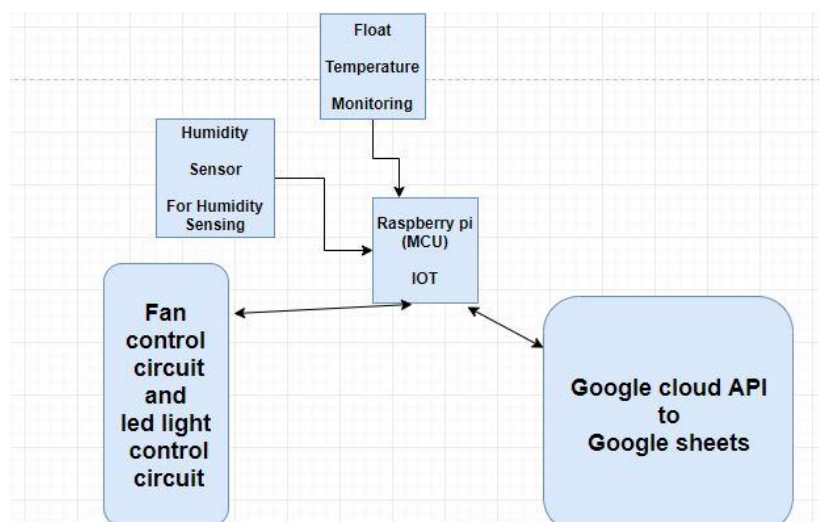 Float
Temperature
Monitoring
Humidity
Sensor
For Humidity
Sensing
Raspberry pi
(MCU)
IOT
Fan
control
circuit
and
led light
control
circuit
Google cloud API
to
Google sheets